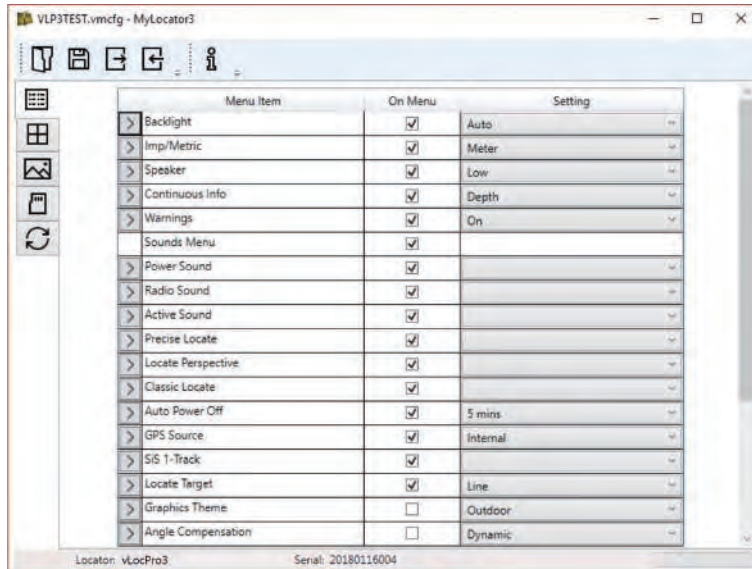 VLP3TEST.vmcfg - MyLocator3
Menu Item On Menu Setting
Backlight Auto
Imp/Metric Meter
Speaker Low
Continuous Info Depth
Warnings On
Sounds Menu
Power Sound
Radio Sound
Active Sound
Precise Locate
Locate Perspective
Classic Locate
Auto Power Off 5 mins
GPS Source Internal
SiS 1-Track
Locate Target Line
Graphics Theme Outdoor
Angle Compensation Dynamic
Locator: vLocPro3 Serial: 20180116004